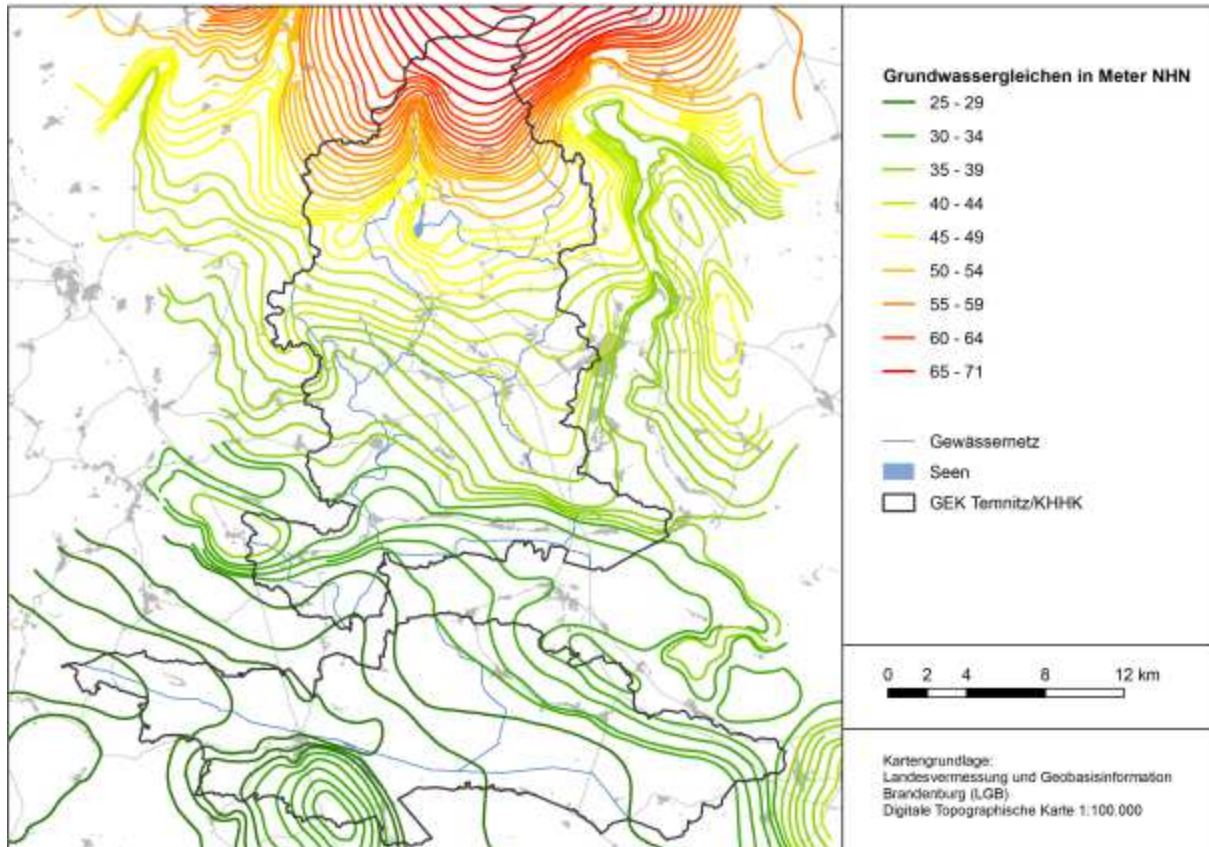 Grundwassergleichen in Meter NHN
25 - 29
30 - 34
35 - 39
40 - 44
45 - 49
50 - 54
55 - 59
60 - 64
65 - 71
Gewässernetz
Seen
GEK Temnitz/KHHK
0 2 4 8 12 km
Kartengrundlage:
Landesvermessung und Geobasisinformation
Brandenburg (LGB)
Digitale Topographische Karte 1:100.000